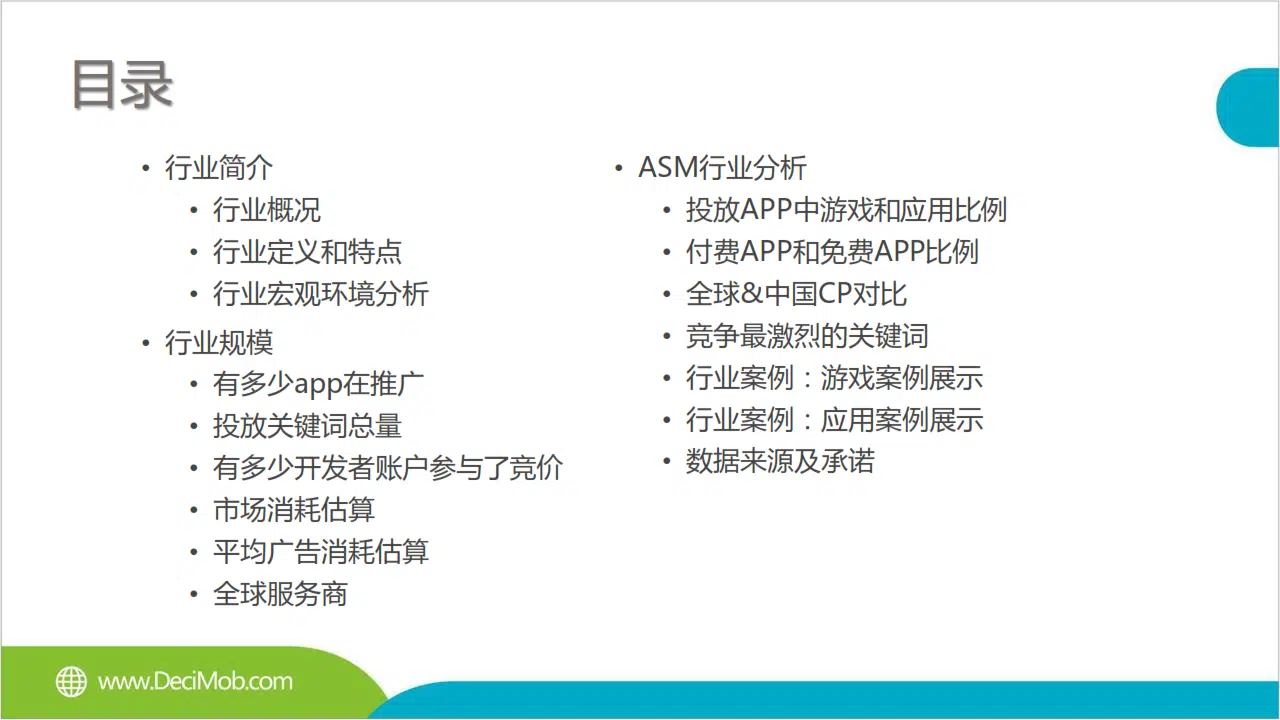 目录
• 行业简介
• 行业概况
• 行业定义和特点
• 行业宏观环境分析
• 行业规模
• 有多少app在推广
• 投放关键词总量
• 有多少开发者账户参与了竞价
• 市场消耗估算
• 平均广告消耗估算
• 全球服务商
• ASM行业分析
• 投放APP中游戏和应用比例
• 付费APP和免费APP比例
• 全球&中国CP对比
• 竞争最激烈的关键词
• 行业案例：游戏案例展示
• 行业案例：应用案例展示
• 数据来源及承诺
www.DeciMob.com